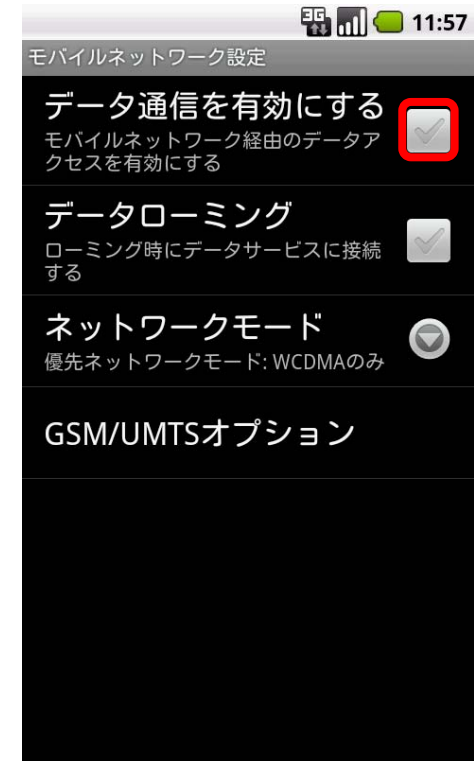 3G 11:57
モバイルネットワーク設定
データ通信を有効にする
モバイルネットワーク経由のデータア
クセスを有効にする
データローミング
ローミング時にデータサービスに接続
する
ネットワークモード
優先ネットワークモード: WCDMAのみ
GSM/UMTSオプション